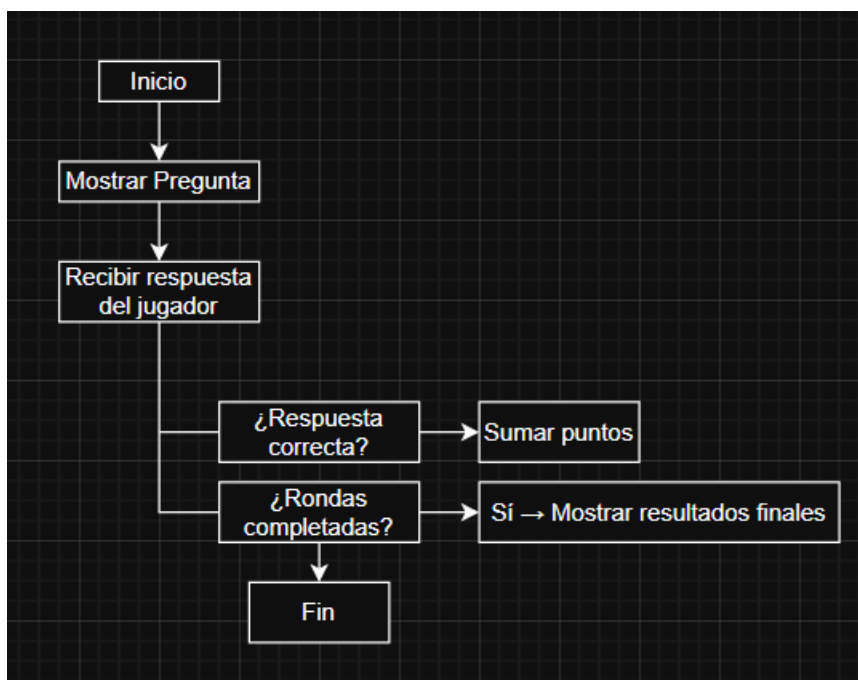 Inicio
Mostrar Pregunta
Recibir respuesta
del jugador
¿Respuesta
correcta?
Sumar puntos
¿Rondas
completadas?
Sí → Mostrar resultados finales
Fin